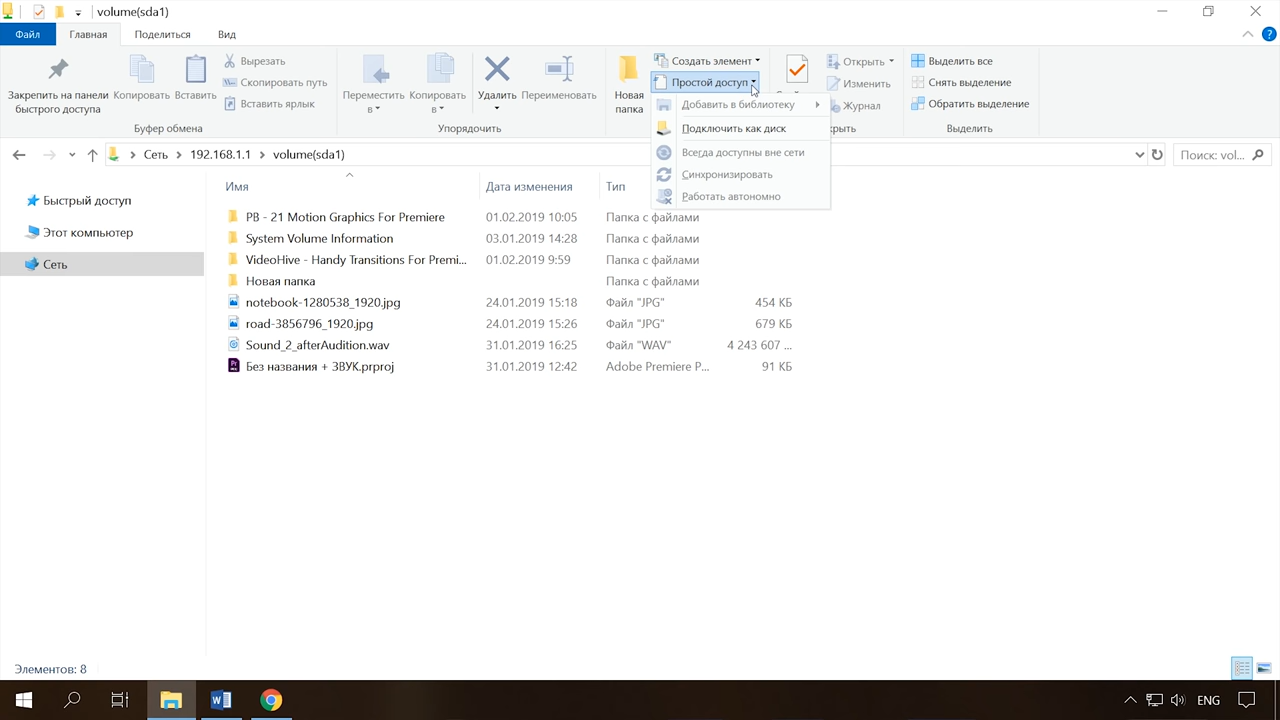 volume(sda1)
Файл Главная Поделиться Вид
Закрепить на панели быстрого доступа
Копировать
Вставить
Вырезать
Скопировать путь
Вставить ярлык
Буфер обмена
Переместить в
Копировать в
Удалить
Переименовать
Упорядочить
Новая папка
Создать элемент
Простой доступ
Добавить в библиотеку
Подключить как диск
Всегда доступны вне сети
Синхронизировать
Работать автономно
Открыть
Изменить
Журнал
Выделить все
Снять выделение
Обратить выделение
Выделить
Сеть 192.168.1.1 volume(sda1)
Поиск: vol...
Быстрый доступ
Этот компьютер
Сеть
Имя Дата изменения Тип
PB - 21 Motion Graphics For Premiere 01.02.2019 10:05 Папка с файлами
System Volume Information 03.01.2019 14:28 Папка с файлами
VideoHive - Handy Transitions For Premi... 01.02.2019 9:59 Папка с файлами
Новая папка Папка с файлами
notebook-1280538_1920.jpg 24.01.2019 15:18 Файл "JPG" 454 КБ
road-3856796_1920.jpg 24.01.2019 15:26 Файл "JPG" 679 КБ
Sound_2_afterAudition.wav 31.01.2019 16:25 Файл "WAV" 4 243 607 ...
Без названия + ЗВУК.prproj 31.01.2019 12:42 Adobe Premiere P... 91 КБ
Элементов: 8
ENG